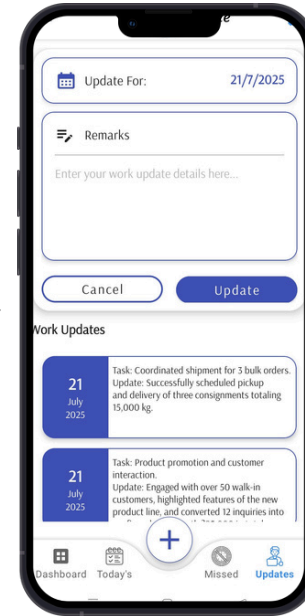 Update For: 21/7/2025
Remarks
Enter your work update details here...
Cancel Update
Work Updates
21
July
2025
Task: Coordinated shipment for 3 bulk orders.
Update: Successfully scheduled pickup
and delivery of three consignments totaling
15,000 kg.
21
July
2025
Task: Product promotion and customer
interaction.
Update: Engaged with over 50 walk-in
customers, highlighted features of the new
product line, and converted 12 inquiries into
Dashboard Today's Missed Updates